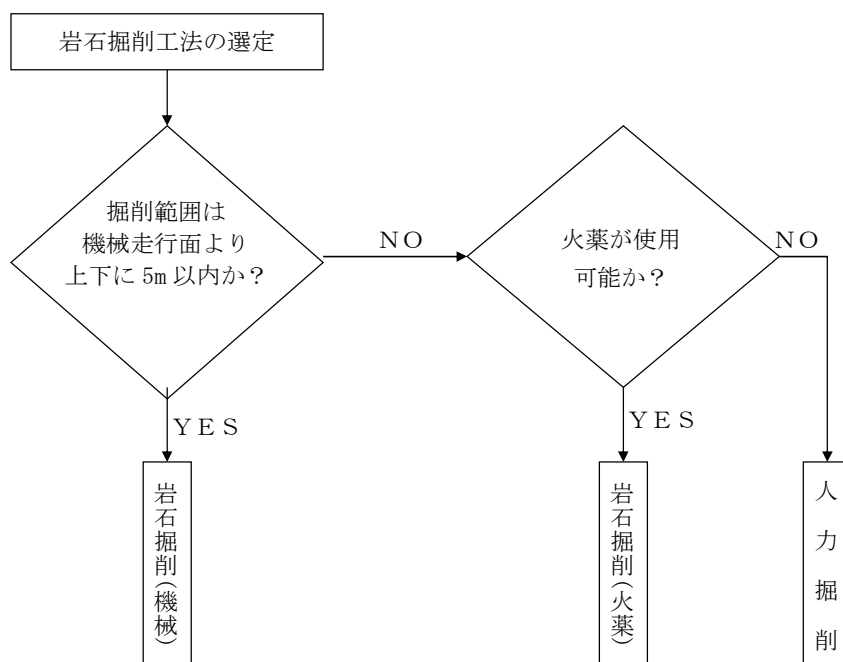 岩石掘削工法の選定
掘削範囲は
機械走行面より
上下に 5m 以内か？
NO
火薬が使用
可能か？
NO
YES
YES
岩石掘削(機械)
岩石掘削(火薬)
人力掘削